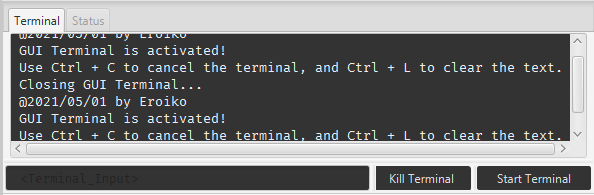 Terminal
Status
@2021/05/01 by Eroiko
GUI Terminal is activated!
Use Ctrl + C to cancel the terminal, and Ctrl + L to clear the text.
Closing GUI Terminal...
@2021/05/01 by Eroiko
GUI Terminal is activated!
Use Ctrl + C to cancel the terminal, and Ctrl + L to clear the text.
<Terminal_Input>
Kill Terminal
Start Terminal